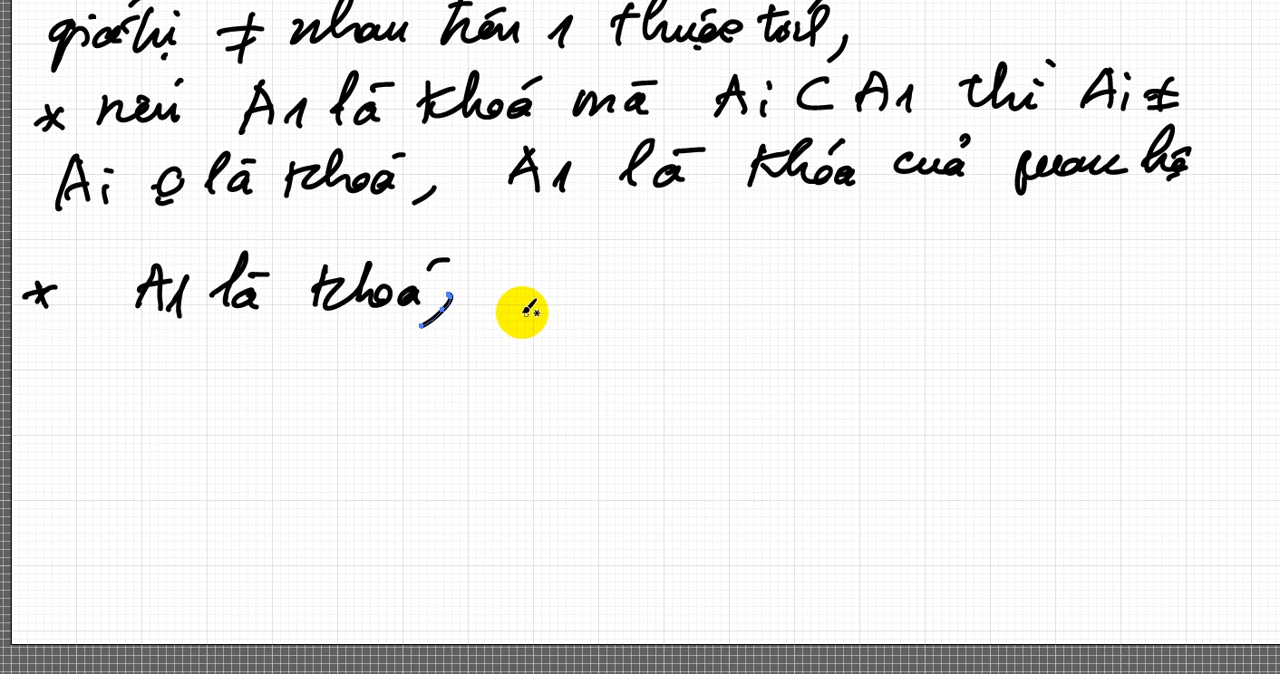 giá trị ≠ nhau trên 1 thuộc tính,
* nếu A1 là khoá mà Ai ⊂ A1 thì Ai ≠
Ai là khoá, A1 là khóa của quan hệ
* A1 là khoá,